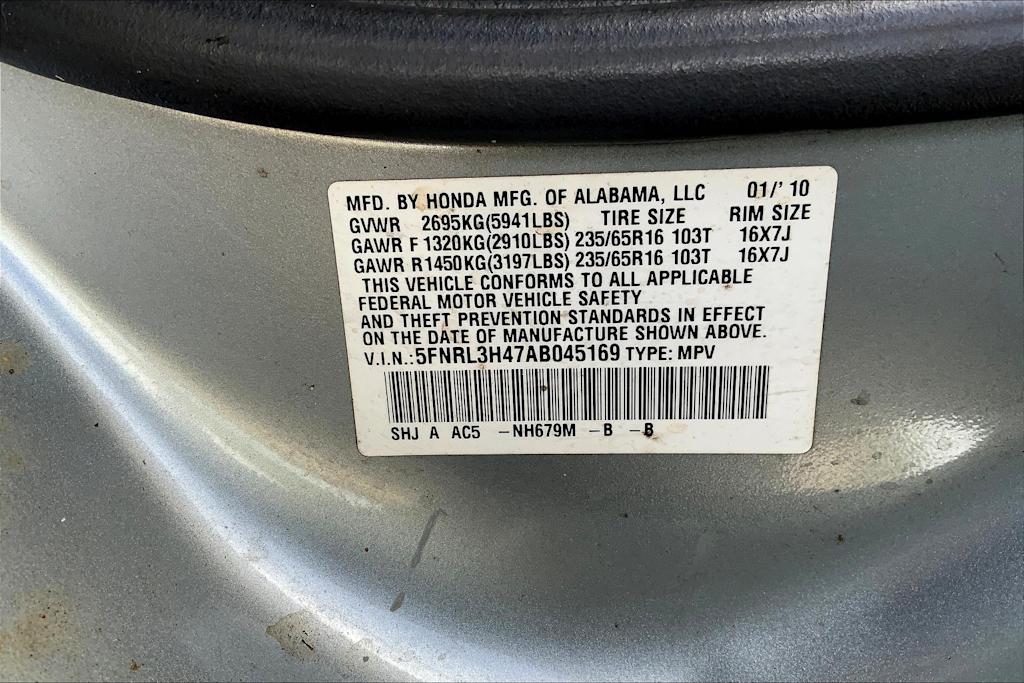 MFD. BY HONDA MFG. OF ALABAMA, LLC 01/'10
GVWR 2695KG(5941LBS) TIRE SIZE RIM SIZE
GAWR F 1320KG(2910LBS) 235/65R16 103T 16X7J
GAWR R1450KG(3197LBS) 235/65R16 103T 16X7J
THIS VEHICLE CONFORMS TO ALL APPLICABLE
FEDERAL MOTOR VEHICLE SAFETY
AND THEFT PREVENTION STANDARDS IN EFFECT
ON THE DATE OF MANUFACTURE SHOWN ABOVE.
V.I.N.:5FNRL3H47AB045169 TYPE: MPV
SHJ A AC5 -NH679M -B -B